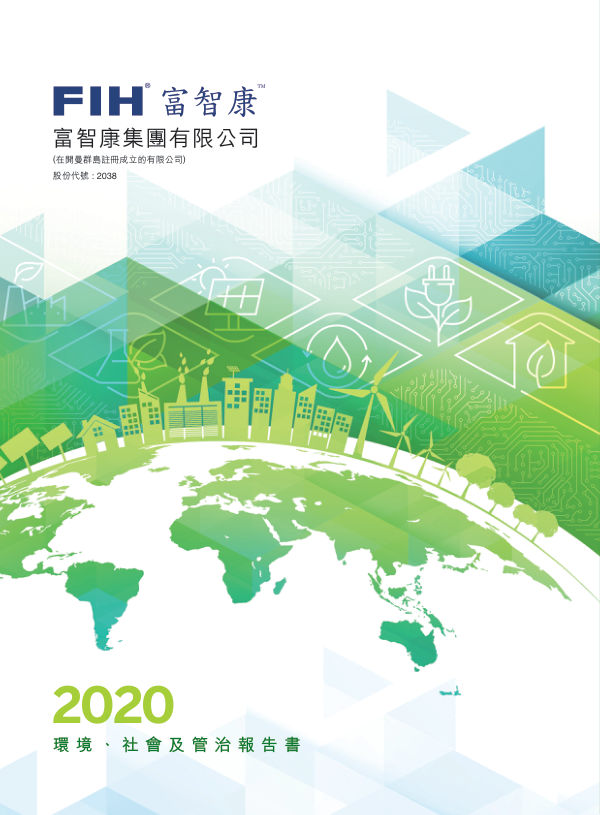 FIH® 富智康™
富智康集團有限公司
(在開曼群島註冊成立的有限公司)
股份代號 : 2038
2020
環境、社會及管治報告書